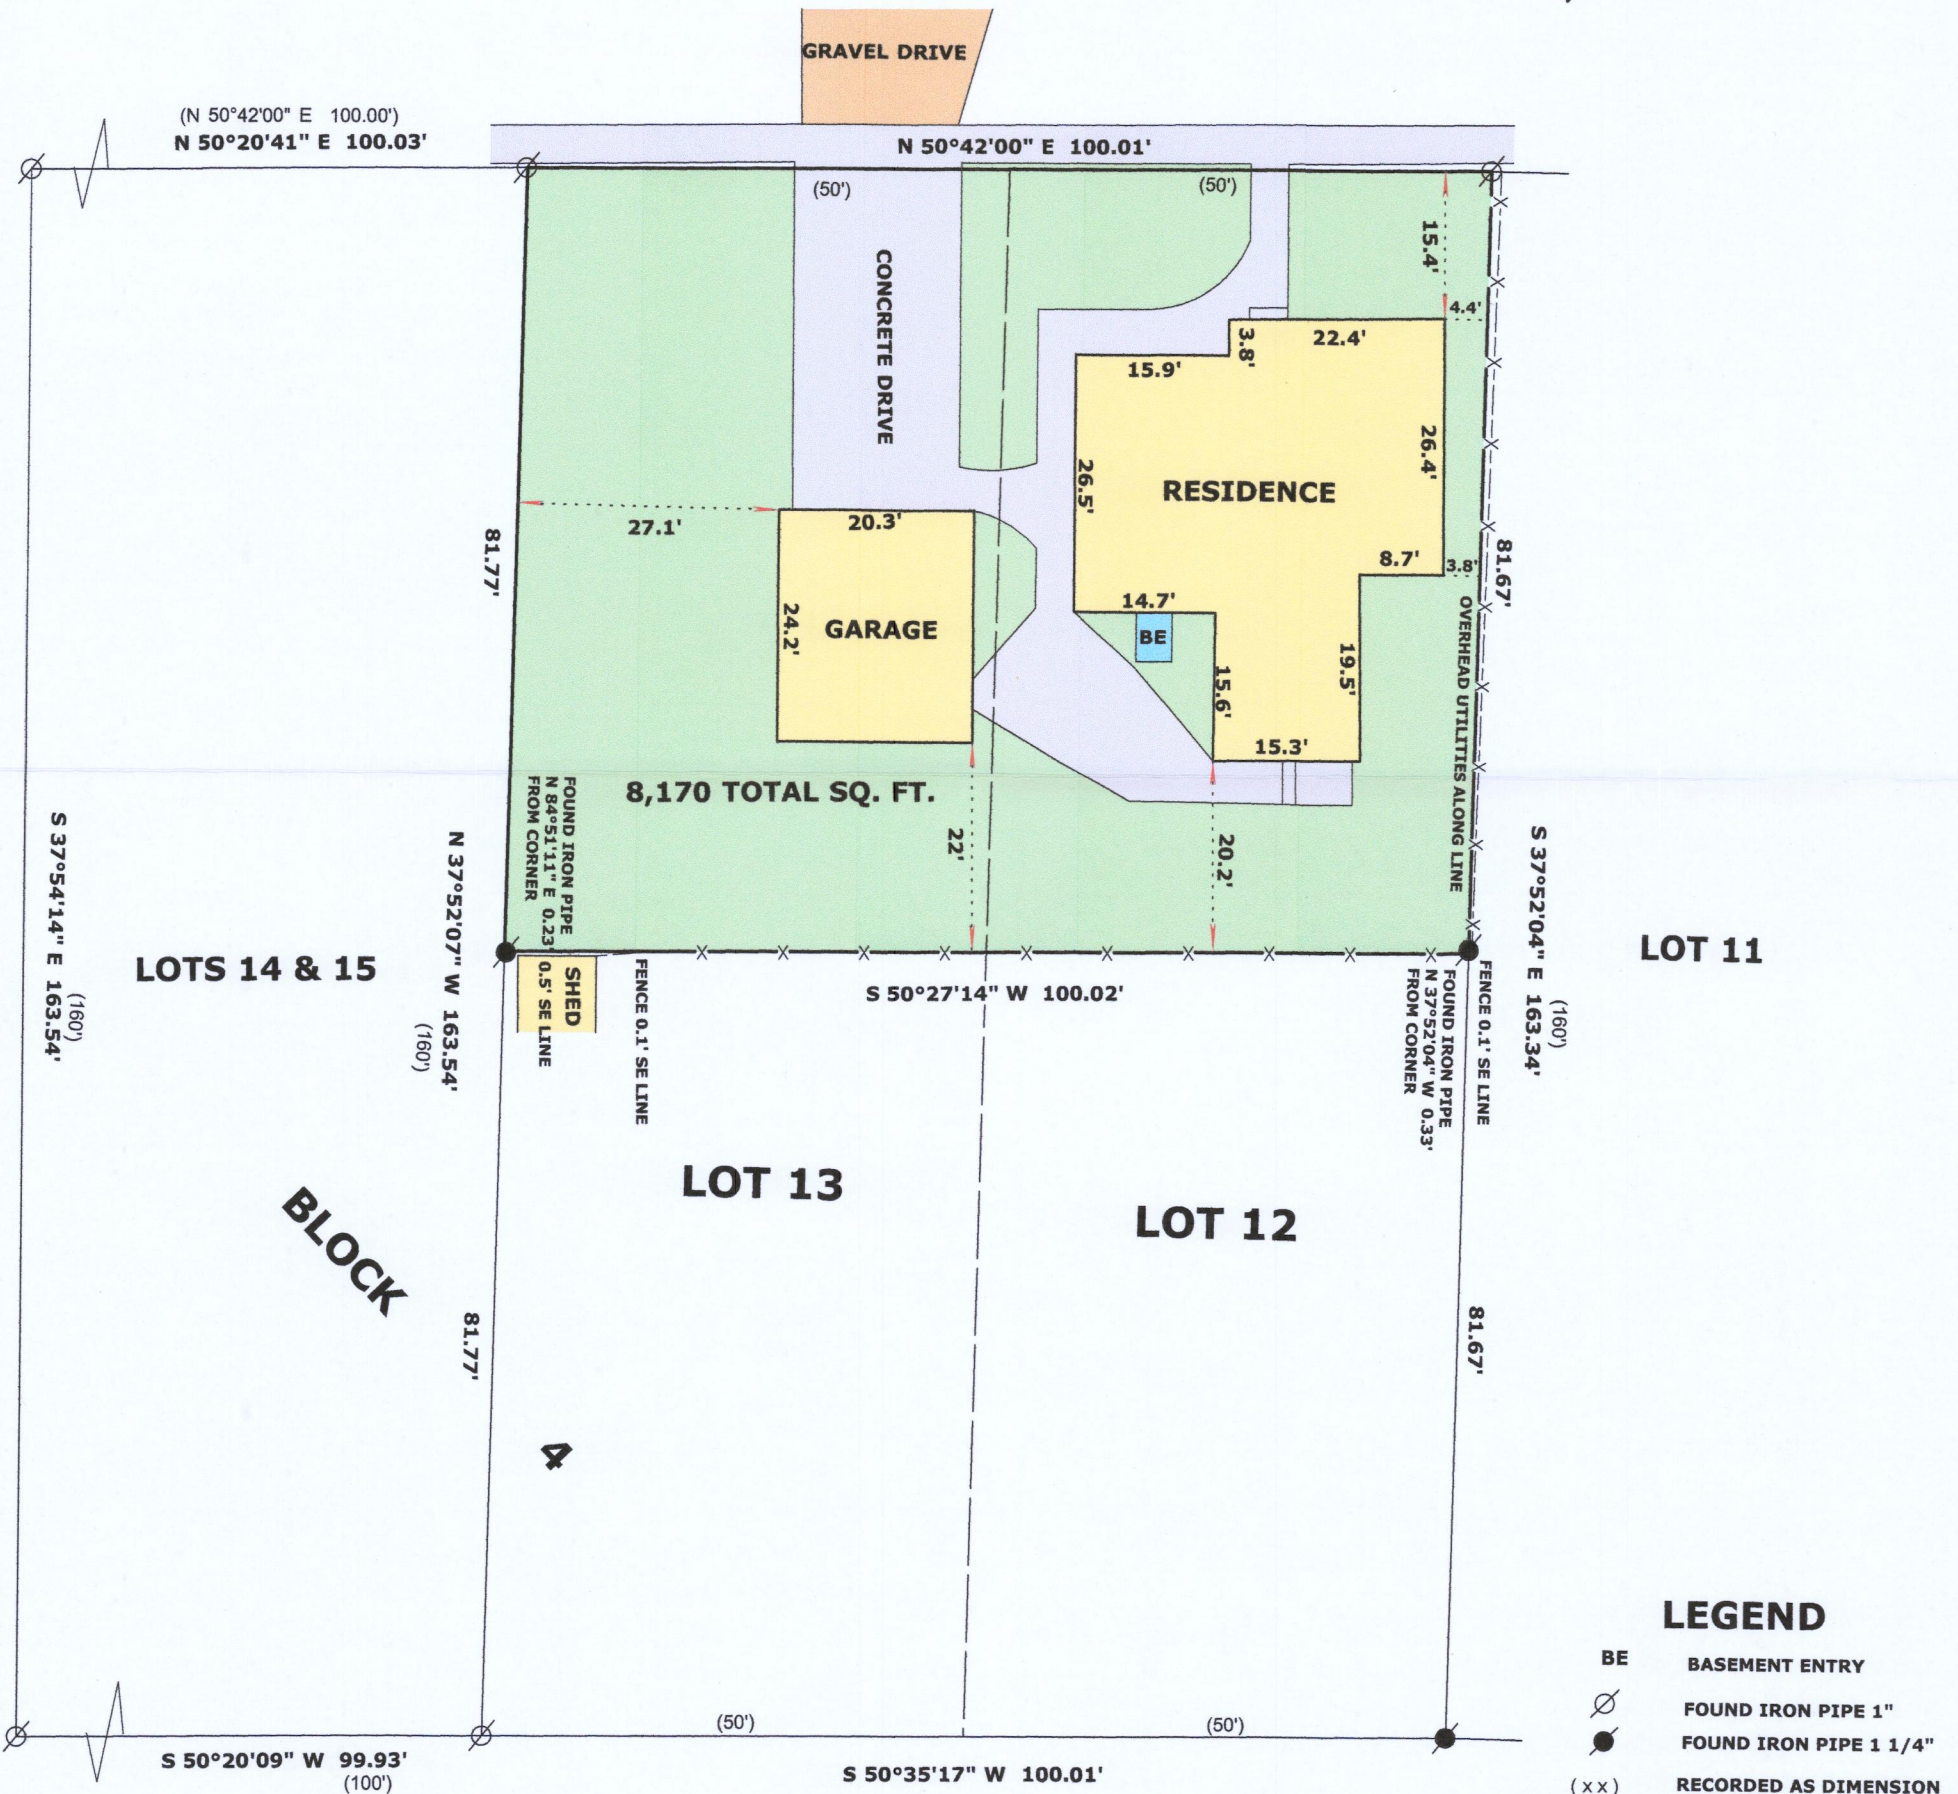 GRAVEL DRIVE
(N 50°42'00" E 100.00')
N 50°20'41" E 100.03'
N 50°42'00" E 100.01'
(50')
(50')
CONCRETE DRIVE
15.4'
4.4'
22.4'
3.8'
15.9'
26.4'
26.5'
RESIDENCE
27.1'
20.3'
81.77'
8.7'
3.8'
81.67'
14.7'
BE
24.2'
GARAGE
15.6'
19.5'
15.3'
OVERHEAD UTILITIES ALONG LINE
8,170 TOTAL SQ. FT.
22'
20.2'
FOUND IRON PIPE
N 84°51'11" E 0.23'
FROM CORNER
S 37°54'14" E 163.54'
(160')
N 37°52'07" W 163.54'
(160')
LOTS 14 & 15
SHED
0.5' SE LINE
FENCE 0.1' SE LINE
S 50°27'14" W 100.02'
FENCE 0.1' SE LINE
FOUND IRON PIPE
N 37°52'04" W 0.33'
FROM CORNER
S 37°52'04" E 163.34'
(160')
LOT 11
LOT 13
LOT 12
BLOCK
4
81.77'
81.67'
(50')
(50')
S 50°20'09" W 99.93'
(100')
S 50°35'17" W 100.01'
LEGEND
BE BASEMENT ENTRY
FOUND IRON PIPE 1"
FOUND IRON PIPE 1 1/4"
(xx) RECORDED AS DIMENSION